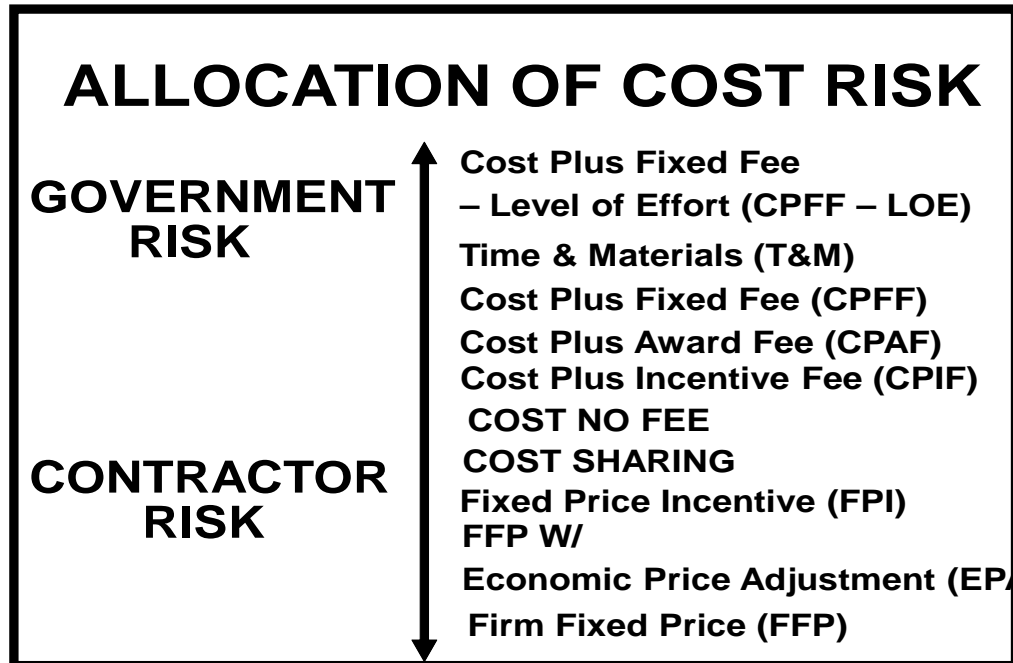 ALLOCATION OF COST RISK
GOVERNMENT
RISK
Cost Plus Fixed Fee
– Level of Effort (CPFF – LOE)
Time & Materials (T&M)
Cost Plus Fixed Fee (CPFF)
Cost Plus Award Fee (CPAF)
Cost Plus Incentive Fee (CPIF)
COST NO FEE
CONTRACTOR
RISK
COST SHARING
Fixed Price Incentive (FPI)
FFP W/
Economic Price Adjustment (EPA
Firm Fixed Price (FFP)